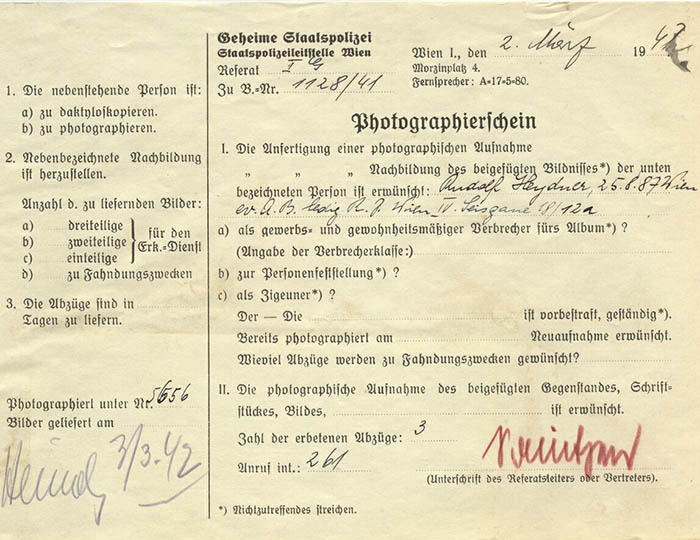 Geheime Staatspolizei
Staatspolizeileitstelle Wien
Referat
Zu B.-Nr. 1128/41
Wien I., den 2. März 1942
Morzinplatz 4.
Fernsprecher: A=17=5=80.
1. Die nebenstehende Person ist:
a) zu daktyloskopieren.
b) zu photographieren.
2. Nebenbezeichnete Nachbildung
ist herzustellen.
Anzahl d. zu liefernden Bilder:
a) dreiteilige
b) zweiteilige
c) einteilige
für den
Erk.-Dienst
d) zu Fahndungszwecken
3. Die Abzüge sind in
Tagen zu liefern.
Photographiert unter Nr. 5656
Bilder geliefert am
3/3.42
Photographierschein
I. Die Anfertigung einer photographischen Aufnahme
„ „ „ Nachbildung des beigefügten Bildnisses*) der unten
bezeichneten Person ist erwünscht: Rudolf 25.8.87 Wien
ev. A. B. ledig Wien IV. 18/12a
a) als gewerbs= und gewohnheitsmäßiger Verbrecher fürs Album*) ?
(Angabe der Verbrecherklasse:)
b) zur Personenfeststellung*) ?
c) als Zigeuner*) ?
Der — Die ist vorbestraft, geständig*).
Bereits photographiert am Neuaufnahme erwünscht.
Wieviel Abzüge werden zu Fahndungszwecken gewünscht?
II. Die photographische Aufnahme des beigefügten Gegenstandes, Schrift=
stückes, Bildes, ist erwünscht.
Zahl der erbetenen Abzüge: 3
Anruf int.: 261
(Unterschrift des Referatsleiters oder Vertreters).
*) Nichtzutreffendes streichen.